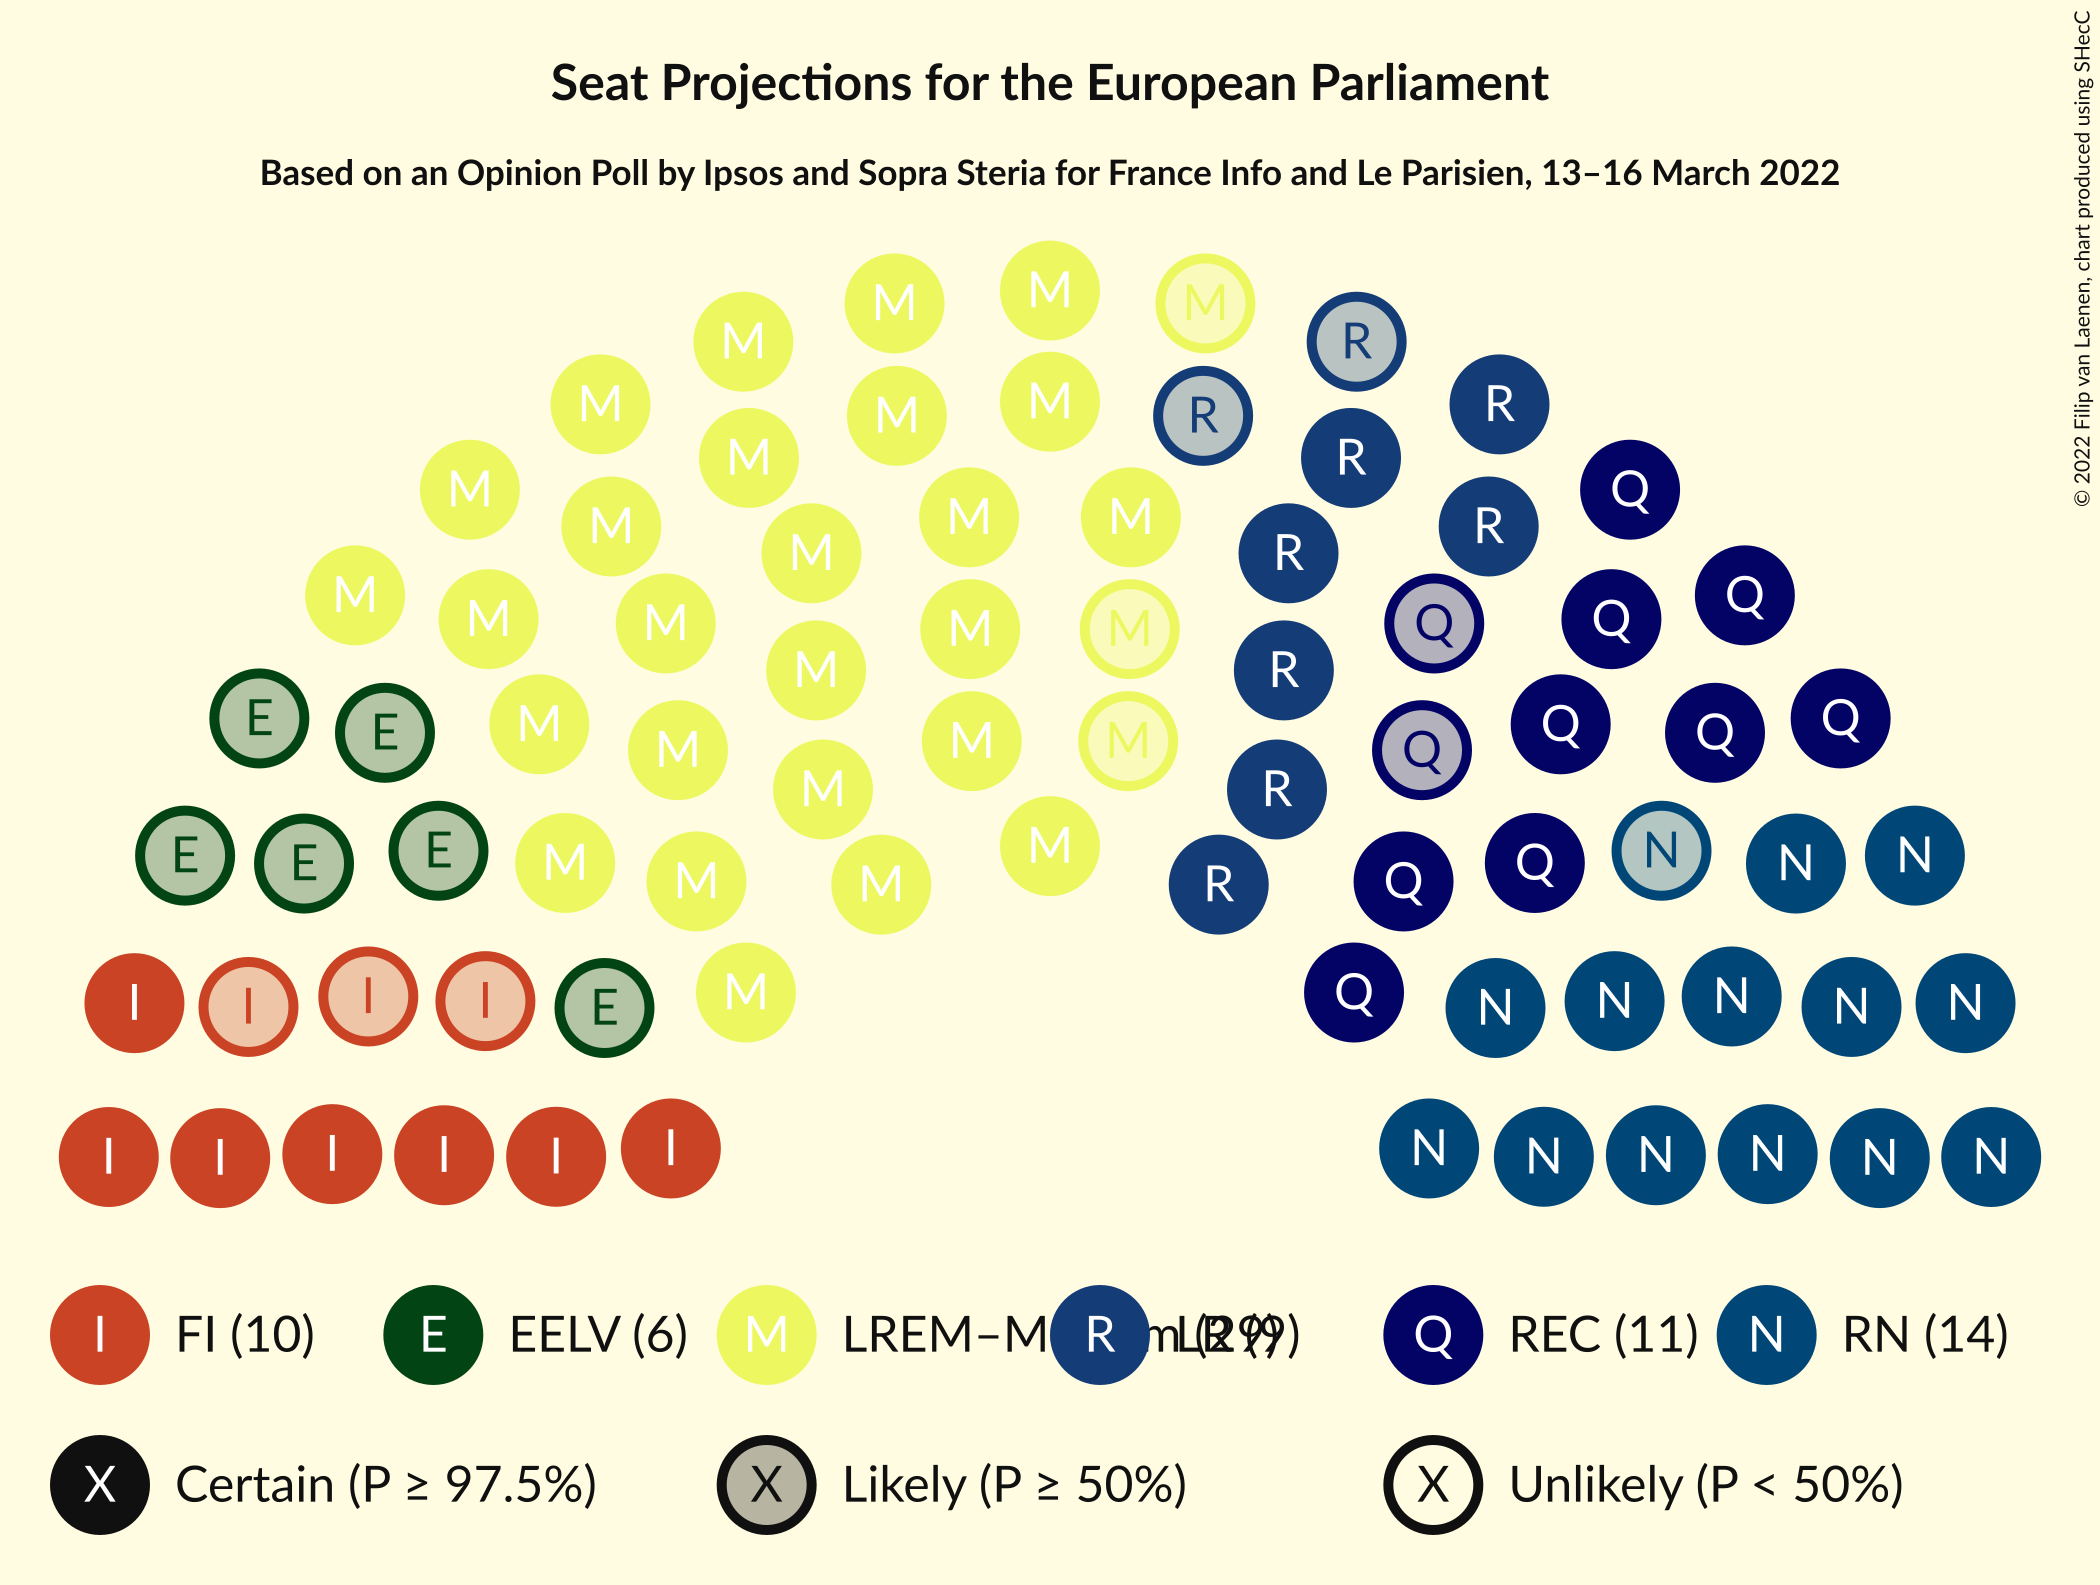 Seat Projections for the European Parliament
Based on an Opinion Poll by Ipsos and Sopra Steria for France Info and Le Parisien, 13–16 March 2022
© 2022 Filip van Laenen, chart produced using SHecC
M M M
M R
M M M R
M R R
M M M Q
M M M
M R
M M Q Q
M M M R Q
M M R
E E M M M M Q Q Q
M R Q
E E E M M M M R Q Q N N N
I I I I E M Q N N N N N
I I I I I I N N N N N N
I FI (10) E EELV (6) M LREM–M R m (29) LR (9) Q REC (11) N RN (14)
X Certain (P ≥ 97.5%) X Likely (P ≥ 50%) X Unlikely (P < 50%)